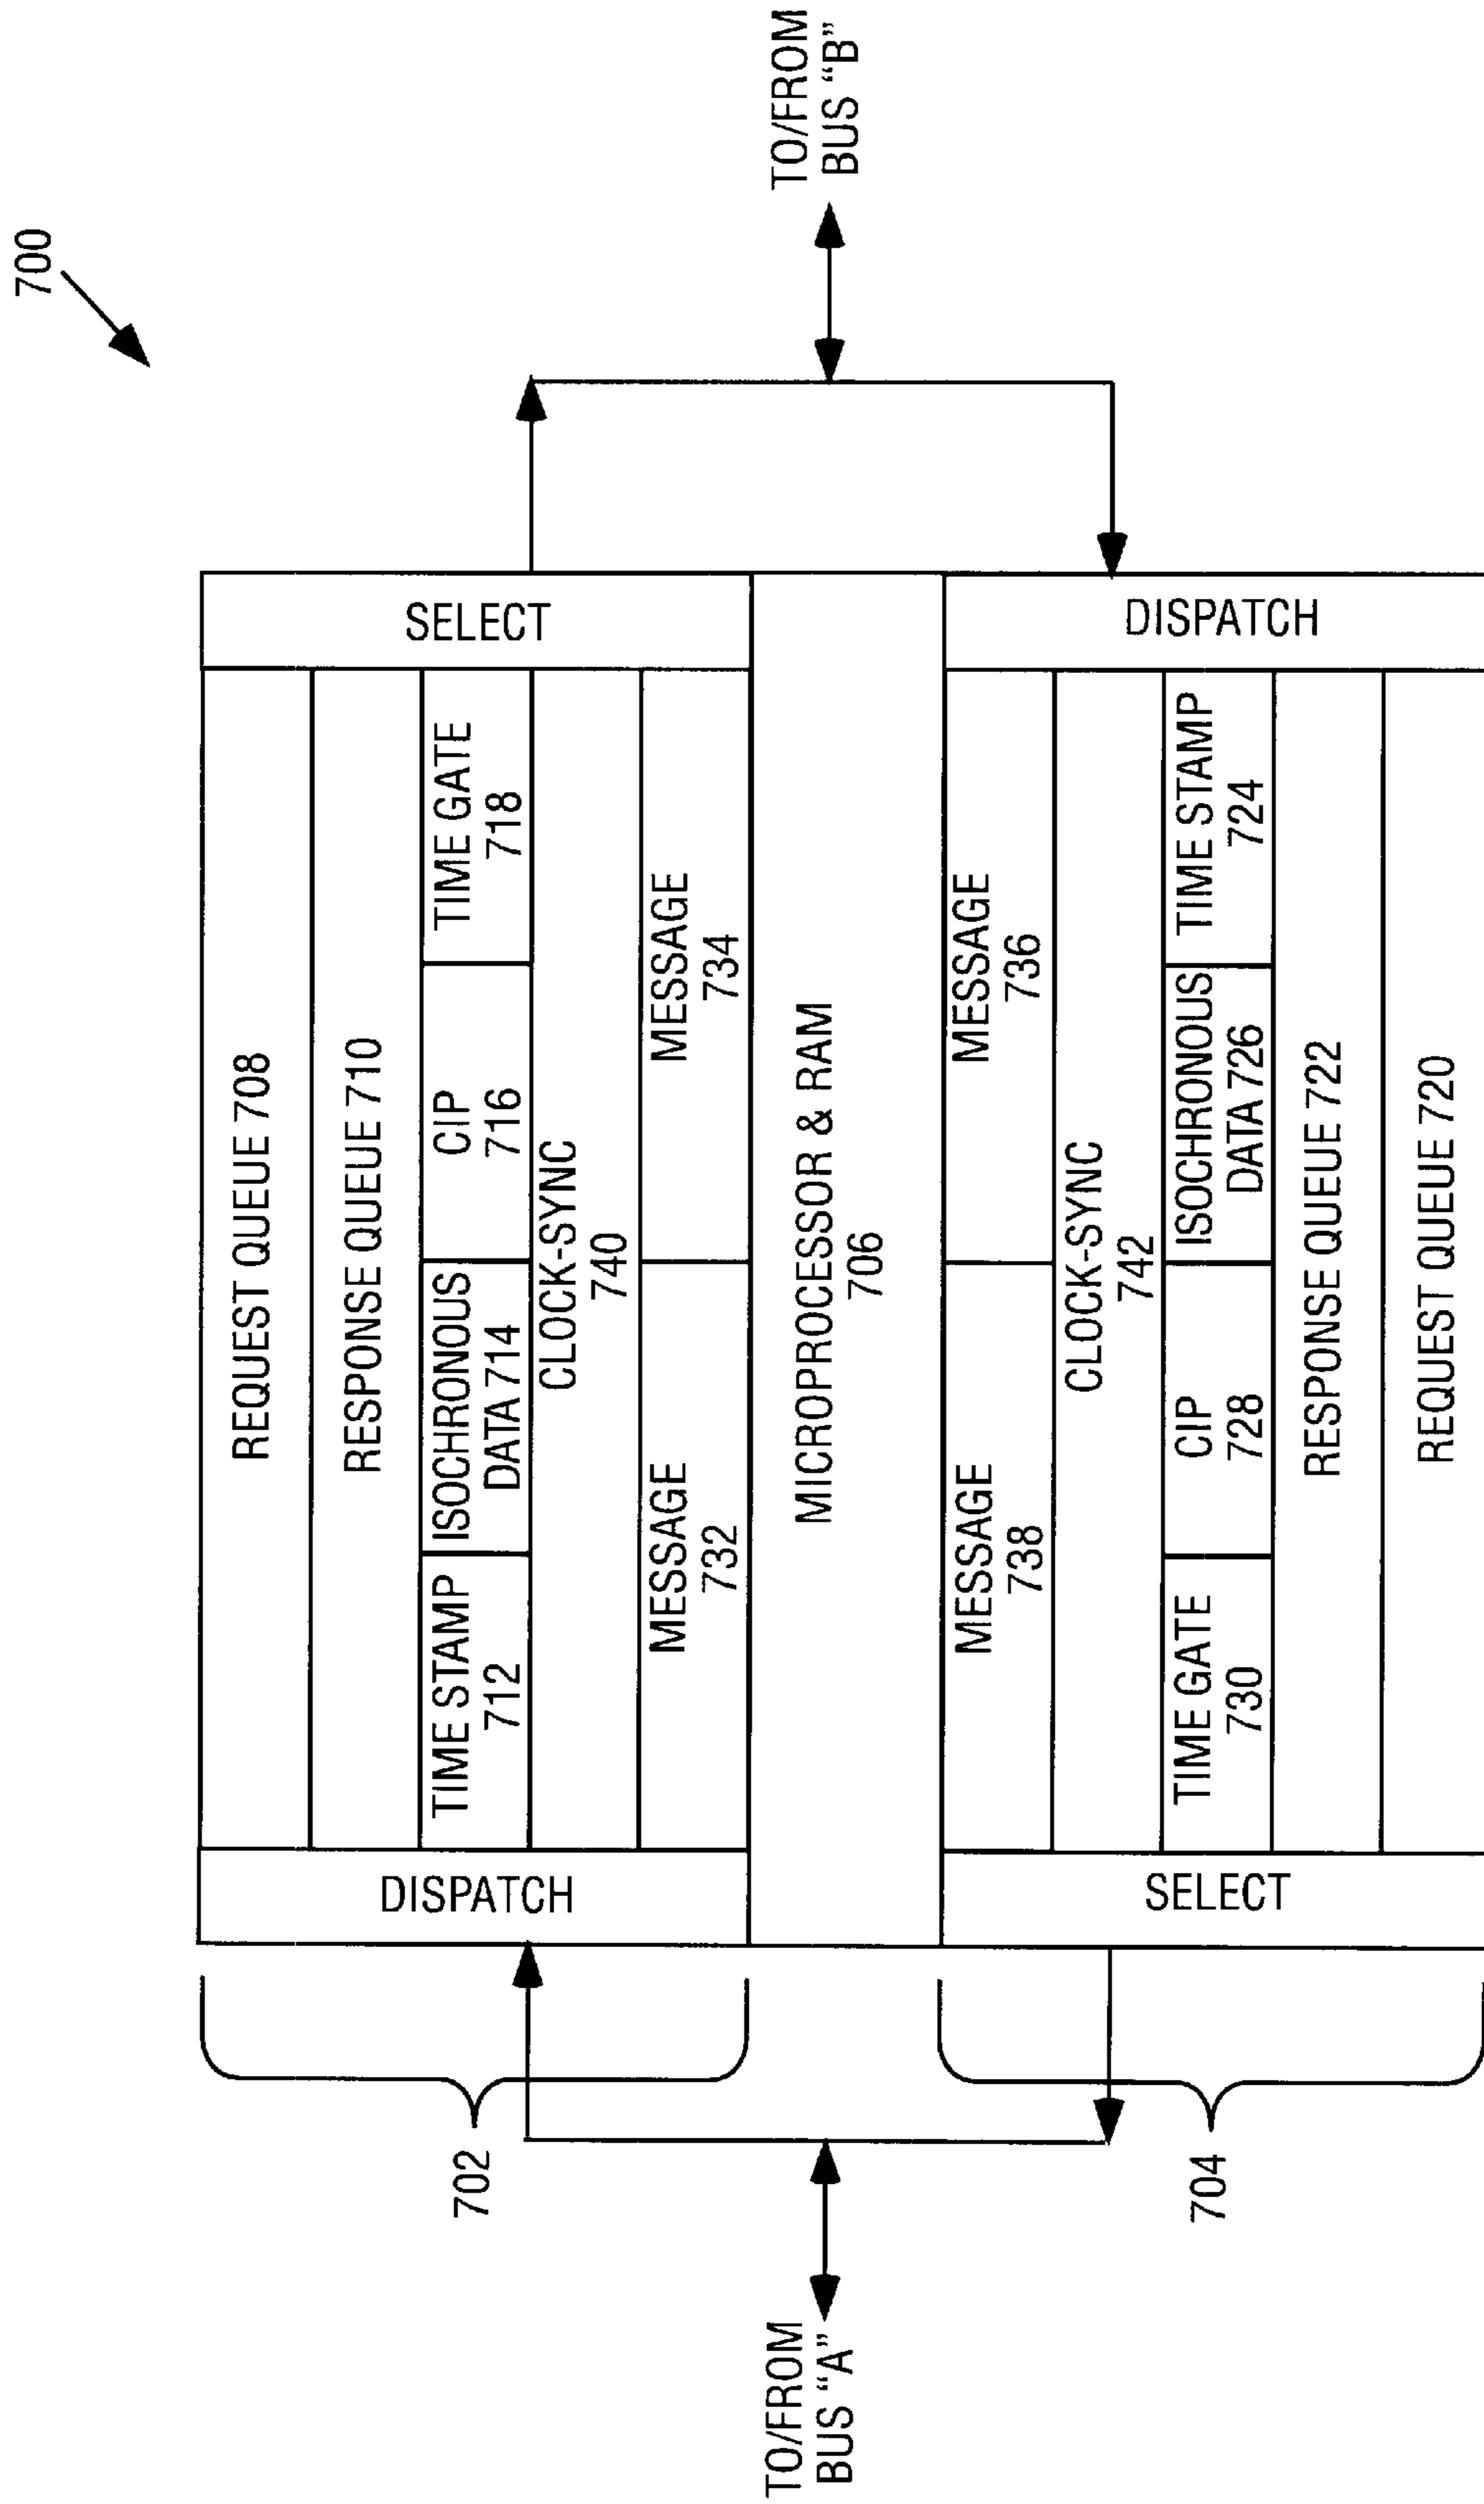 700
TO/FROM
BUS "A"
702
704
DISPATCH
REQUEST QUEUE 708
RESPONSE QUEUE 710
TIME STAMP
712
ISOCHRONOUS
DATA 714
CIP
716
TIME GATE
718
CLOCK-SYNC
740
MESSAGE
732
MESSAGE
734
SELECT
MICROPROCESSOR & RAM
706
SELECT
MESSAGE
738
MESSAGE
736
CLOCK-SYNC
742
TIME GATE
730
CIP
728
ISOCHRONOUS
DATA 726
TIME STAMP
724
RESPONSE QUEUE 722
REQUEST QUEUE 720
DISPATCH
TO/FROM
BUS "B"